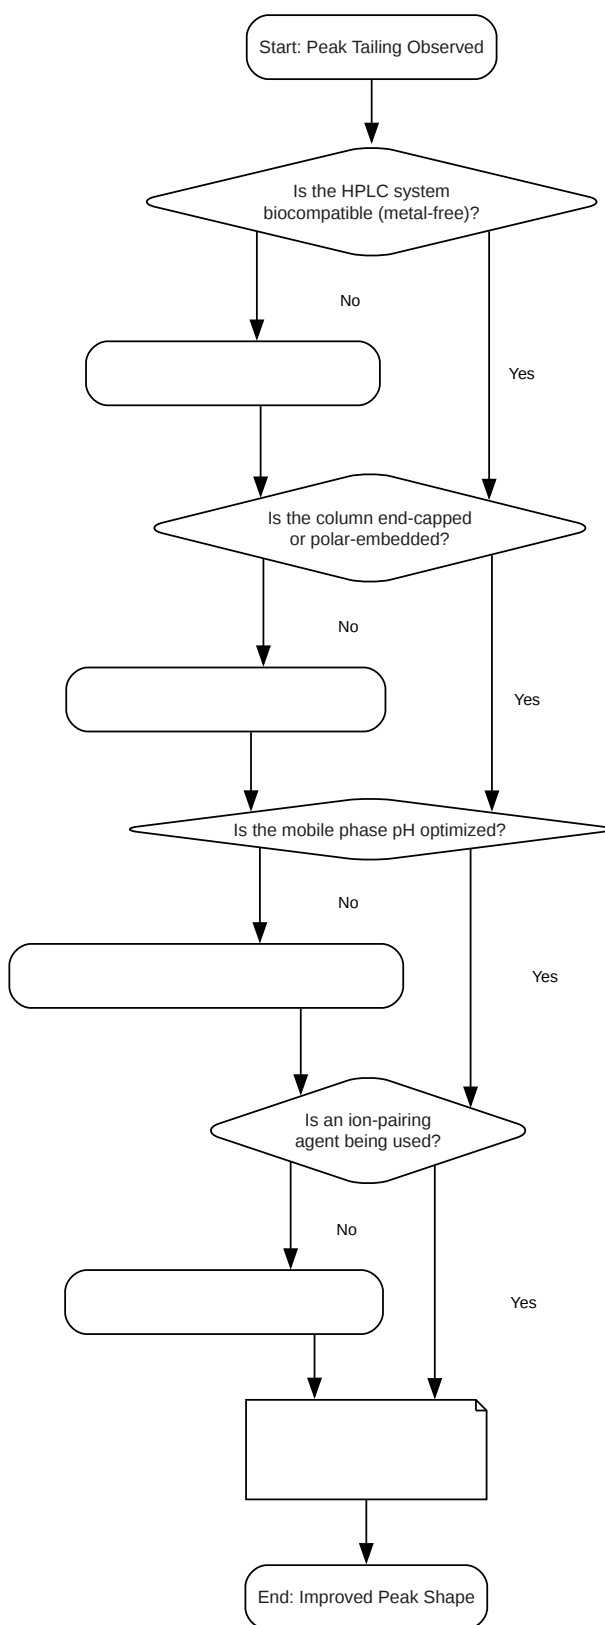 Start: Peak Tailing Observed
Is the HPLC system
biocompatible (metal-free)?
No
Yes
Is the column end-capped
or polar-embedded?
No
Yes
Is the mobile phase pH optimized?
No
Yes
Is an ion-pairing
agent being used?
No
Yes
End: Improved Peak Shape